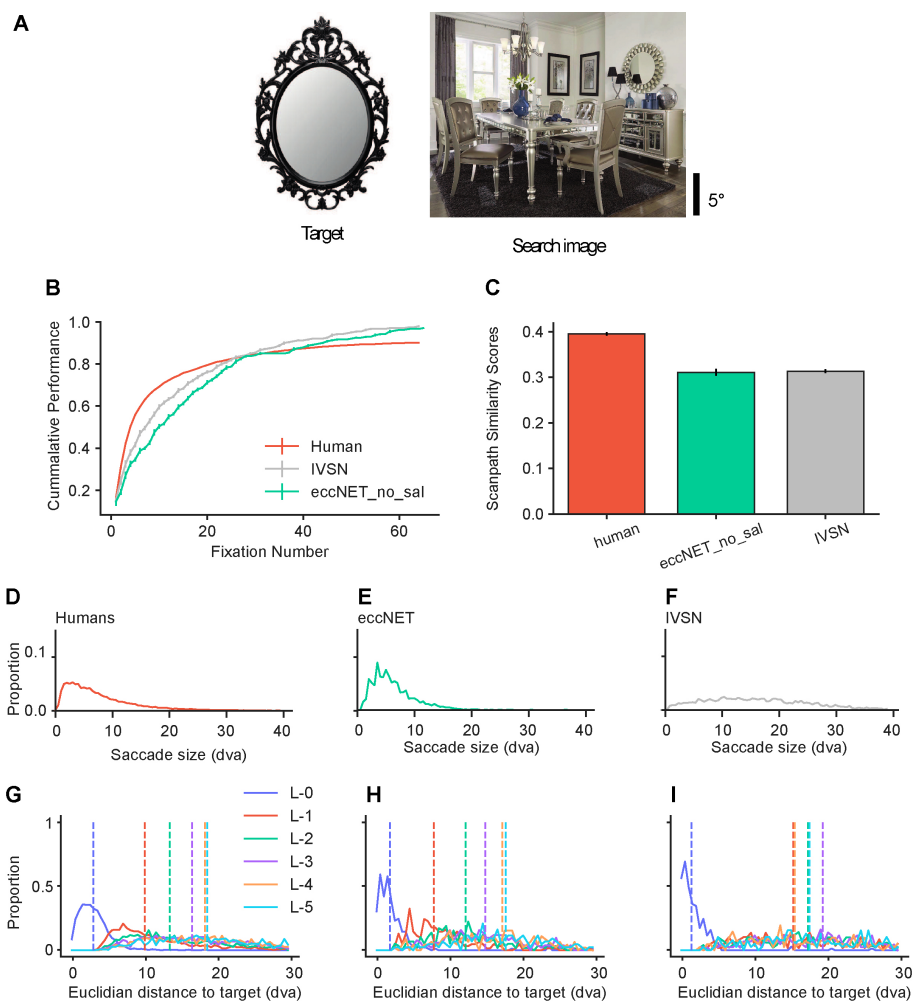 A
Target
Search image
5°
B
Cummalative Performance
1.0
0.8
0.6
0.4
0.2
0
20
40
60
Fixation Number
Human
IVSN
eccNET_no_sal
C
Scanpath Similarity Scores
0.4
0.3
0.2
0.1
0.0
human
eccNET_no_sal
IVSN
D
Humans
Proportion
0.1
0.0
0
10
20
30
40
Saccade size (dva)
E
eccNET
0
10
20
30
40
Saccade size (dva)
F
IVSN
0
10
20
30
40
Saccade size (dva)
G
Proportion
1
0.5
0
0
10
20
30
Euclidian distance to target (dva)
L-0
L-1
L-2
L-3
L-4
L-5
H
0
10
20
30
Euclidian distance to target (dva)
I
0
10
20
30
Euclidian distance to target (dva)